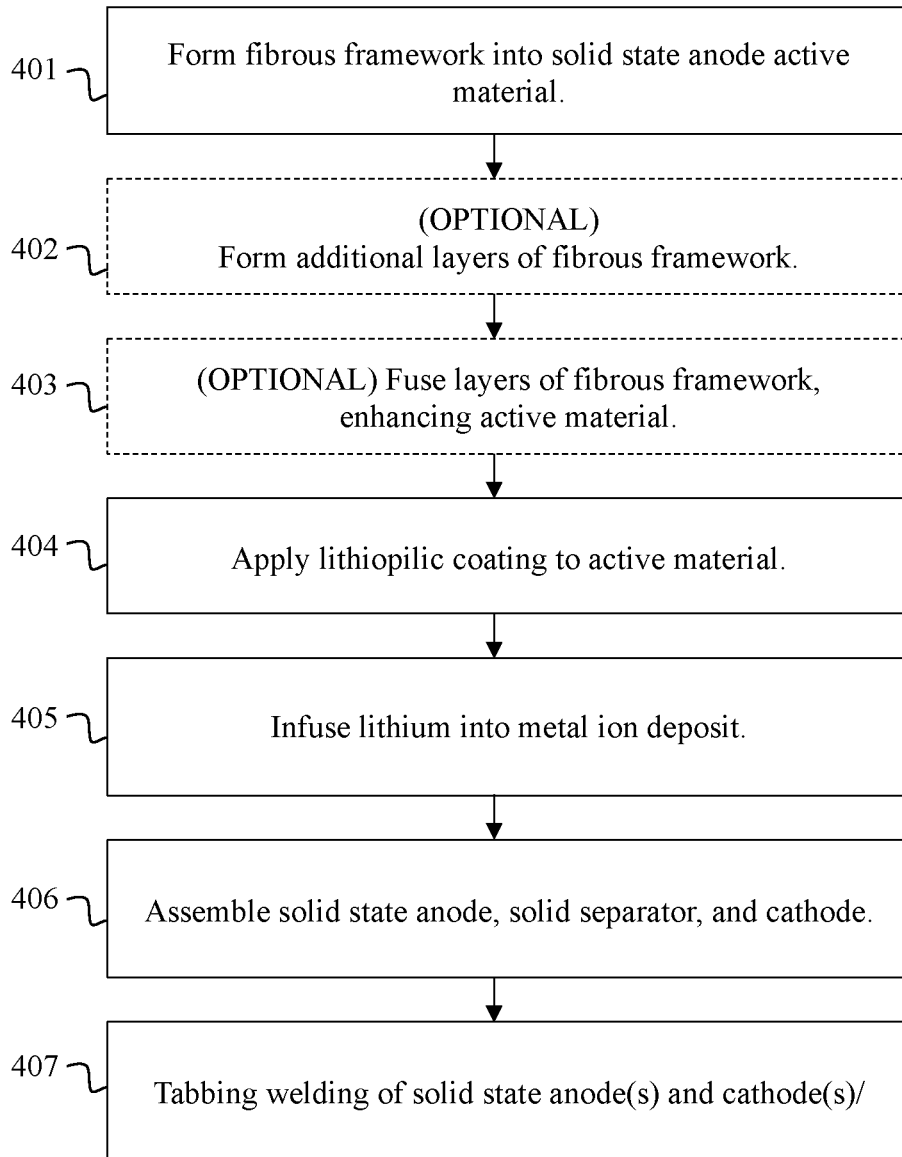 401
Form fibrous framework into solid state anode active
material.
402
(OPTIONAL)
Form additional layers of fibrous framework.
403
(OPTIONAL) Fuse layers of fibrous framework,
enhancing active material.
404
Apply lithiopilic coating to active material.
405
Infuse lithium into metal ion deposit.
406
Assemble solid state anode, solid separator, and cathode.
407
Tabbing welding of solid state anode(s) and cathode(s)/